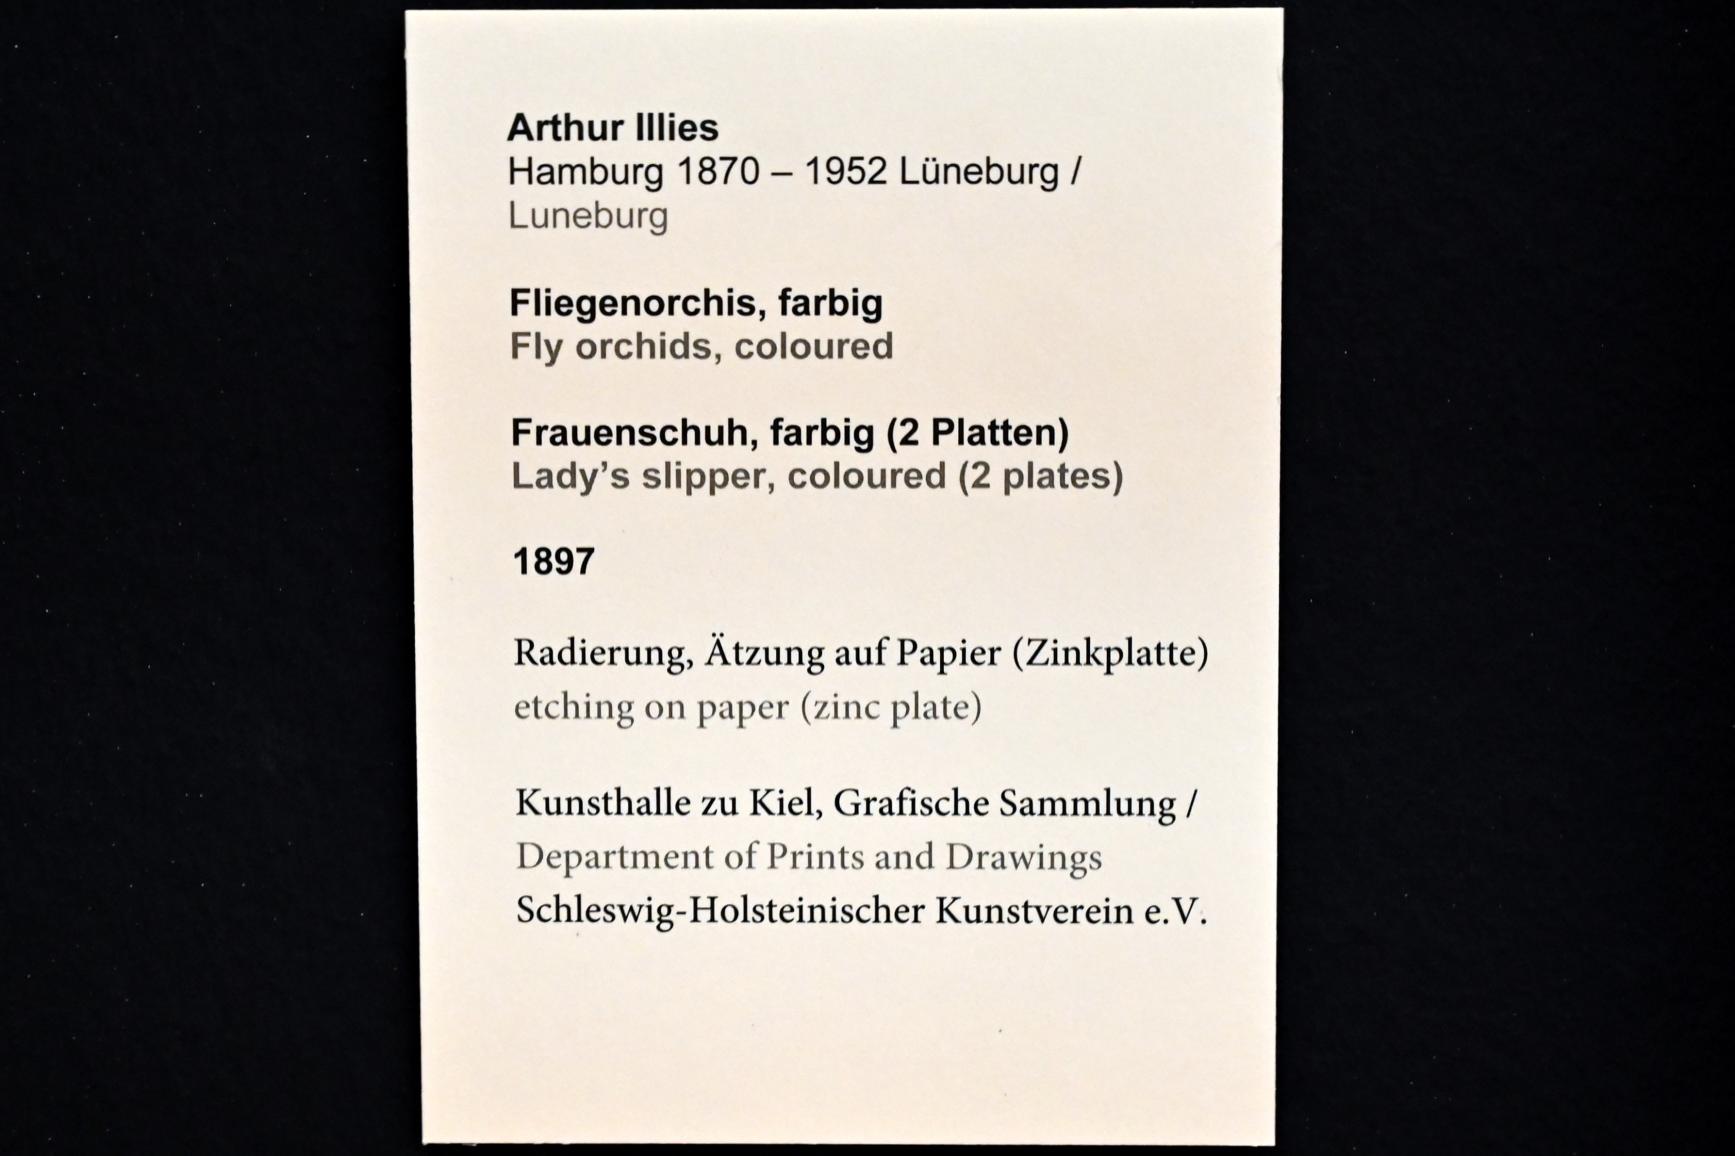 Arthur Illies
Hamburg 1870 – 1952 Lüneburg /
Luneburg
Fliegenorchis, farbig
Fly orchids, coloured
Frauenschuh, farbig (2 Platten)
Lady’s slipper, coloured (2 plates)
1897
Radierung, Ätzung auf Papier (Zinkplatte)
etching on paper (zinc plate)
Kunsthalle zu Kiel, Grafische Sammlung /
Department of Prints and Drawings
Schleswig-Holsteinischer Kunstverein e.V.